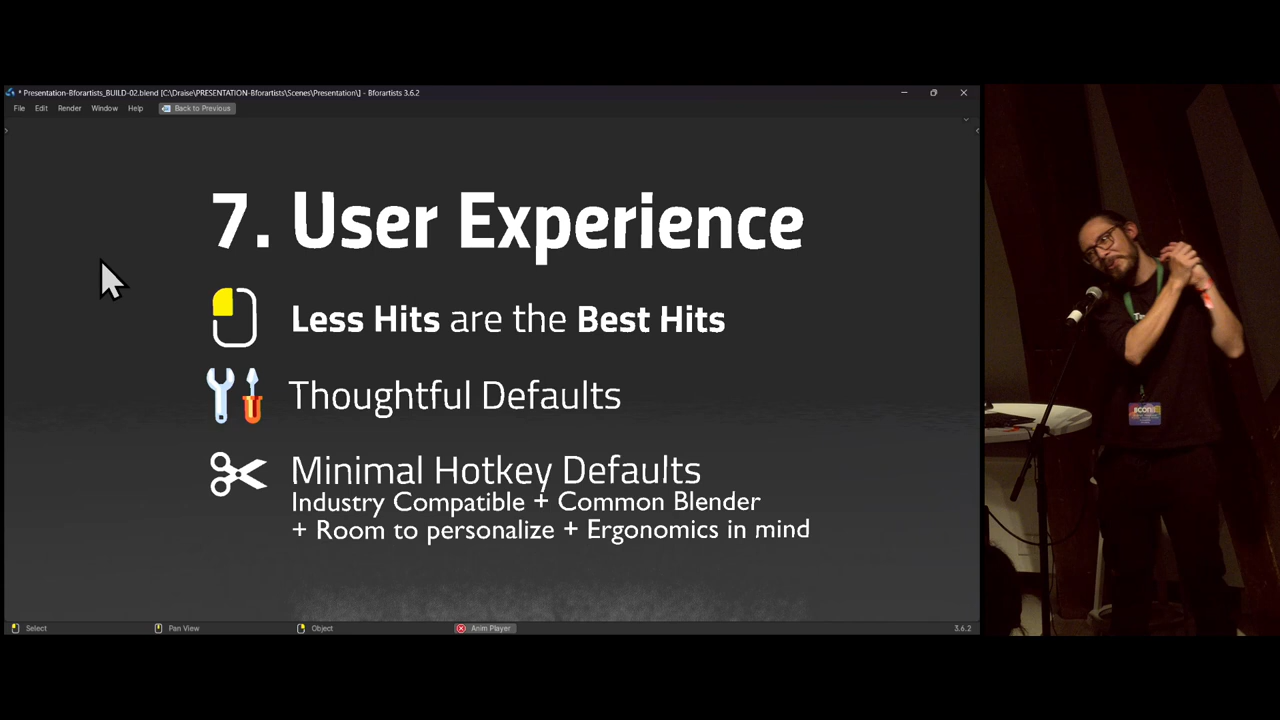 * Presentation-Bforartists_BUILD-02.blend [C:\Draise\PRESENTATION-Bforartists\Scenes\Presentation\] - Bforartists 3.6.2
File Edit Render Window Help Back to Previous
7. User Experience
Less Hits are the Best Hits
Thoughtful Defaults
Minimal Hotkey Defaults
Industry Compatible + Common Blender
+ Room to personalize + Ergonomics in mind
Select Pan View Object Anim Player 3.6.2